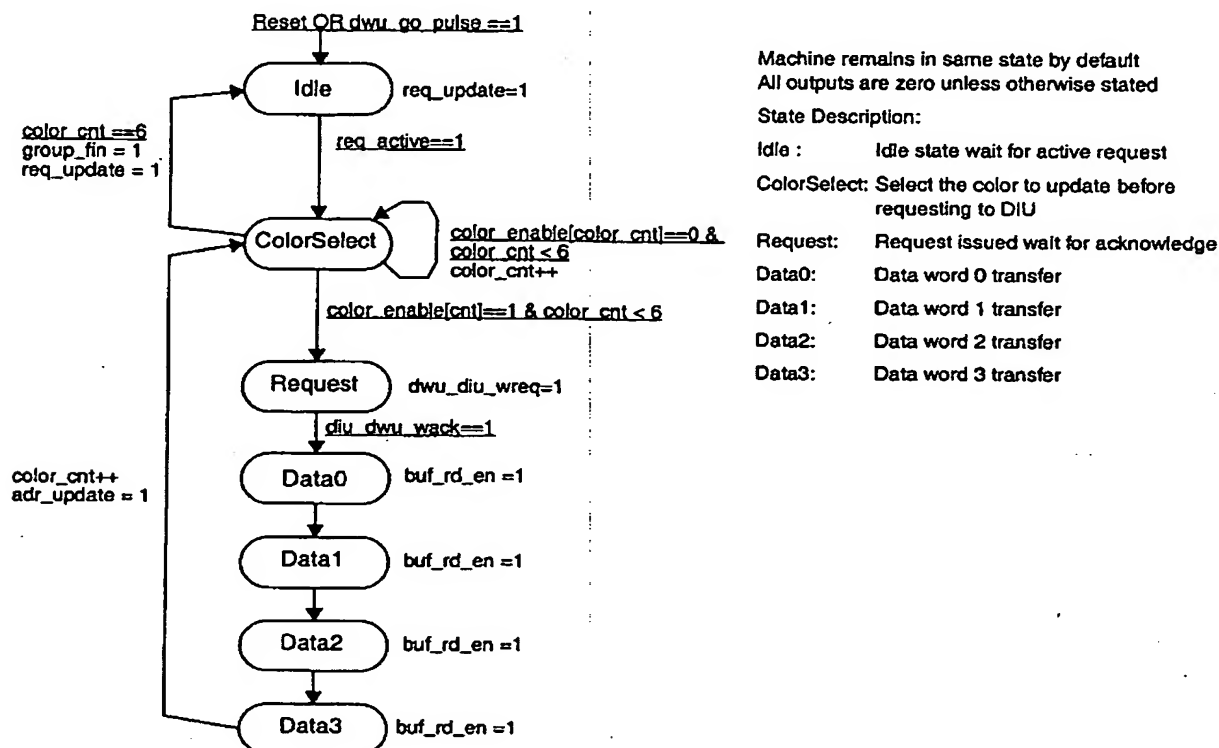 Reset OR dwu_go_pulse ==1
Idle
req_update=1
color_cnt ==6
group_fin = 1
req_update = 1
req_active==1
ColorSelect
color_enable[color_cnt]==0 &
color_cnt < 6
color_cnt++
color_enable[cnt]==1 & color_cnt < 6
Request
dwu_diu_wreq=1
diu_dwu_wack==1
color_cnt++
adr_update = 1
Data0
buf_rd_en =1
Data1
buf_rd_en =1
Data2
buf_rd_en =1
Data3
buf_rd_en =1
Machine remains in same state by default
All outputs are zero unless otherwise stated
State Description:
Idle : Idle state wait for active request
ColorSelect: Select the color to update before
requesting to DIU
Request: Request issued wait for acknowledge
Data0: Data word 0 transfer
Data1: Data word 1 transfer
Data2: Data word 2 transfer
Data3: Data word 3 transfer